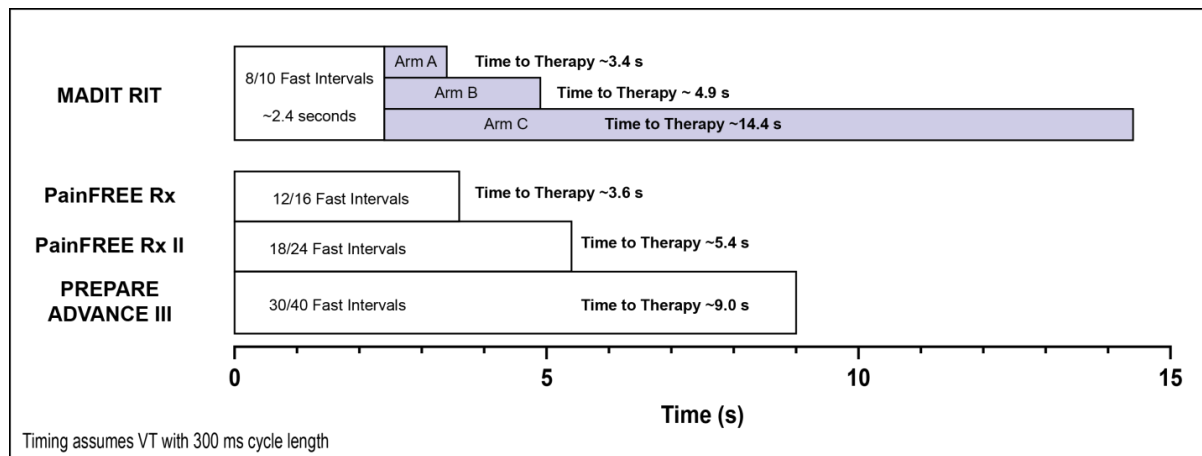 MADIT RIT
8/10 Fast Intervals
~2.4 seconds
Arm A
Time to Therapy ~3.4 s
Arm B
Time to Therapy ~ 4.9 s
Arm C
Time to Therapy ~14.4 s
PainFREE Rx
12/16 Fast Intervals
Time to Therapy ~3.6 s
PainFREE Rx II
18/24 Fast Intervals
Time to Therapy ~5.4 s
PREPARE
ADVANCE III
30/40 Fast Intervals
Time to Therapy ~9.0 s
0
5
10
15
Time (s)
Timing assumes VT with 300 ms cycle length